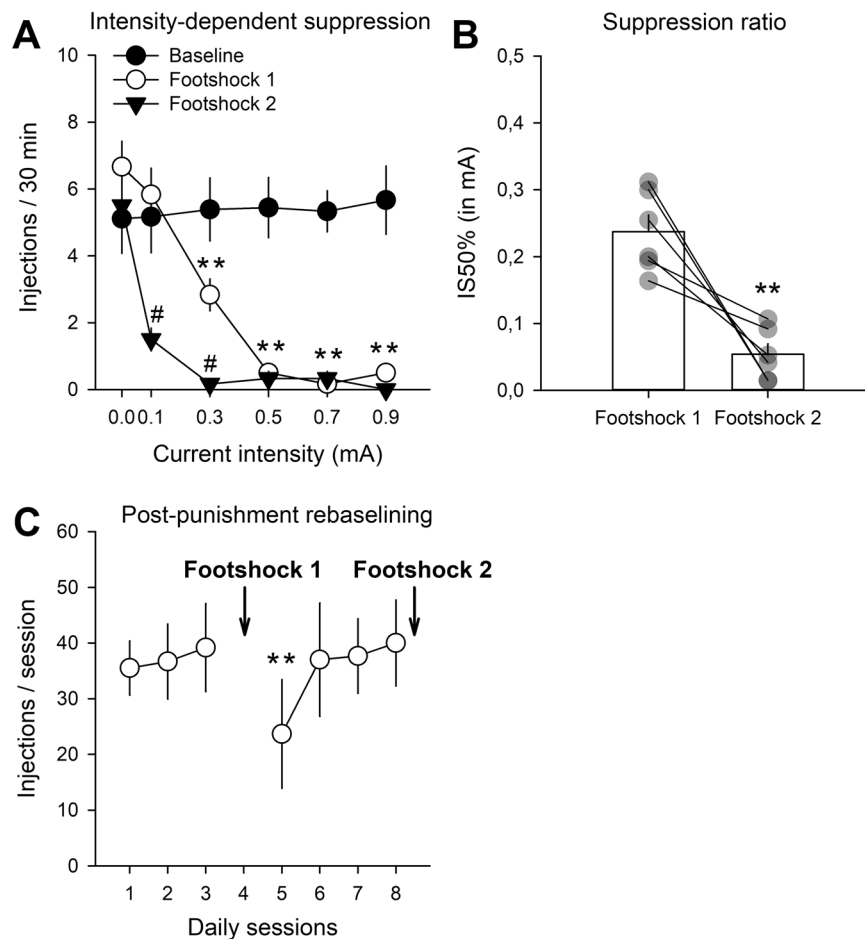 A
Intensity-dependent suppression
Baseline
Footshock 1
Footshock 2
10
8
6
4
2
0
Injections / 30 min
**
**
**
**
#
#
0.0
0.1
0.3
0.5
0.7
0.9
Current intensity (mA)
B
Suppression ratio
0,5
0,4
0,3
0,2
0,1
0,0
IS50% (in mA)
**
Footshock 1
Footshock 2
C
Post-punishment rebaselining
60
50
40
30
20
10
0
Injections / session
Footshock 1
Footshock 2
**
1
2
3
4
5
6
7
8
Daily sessions